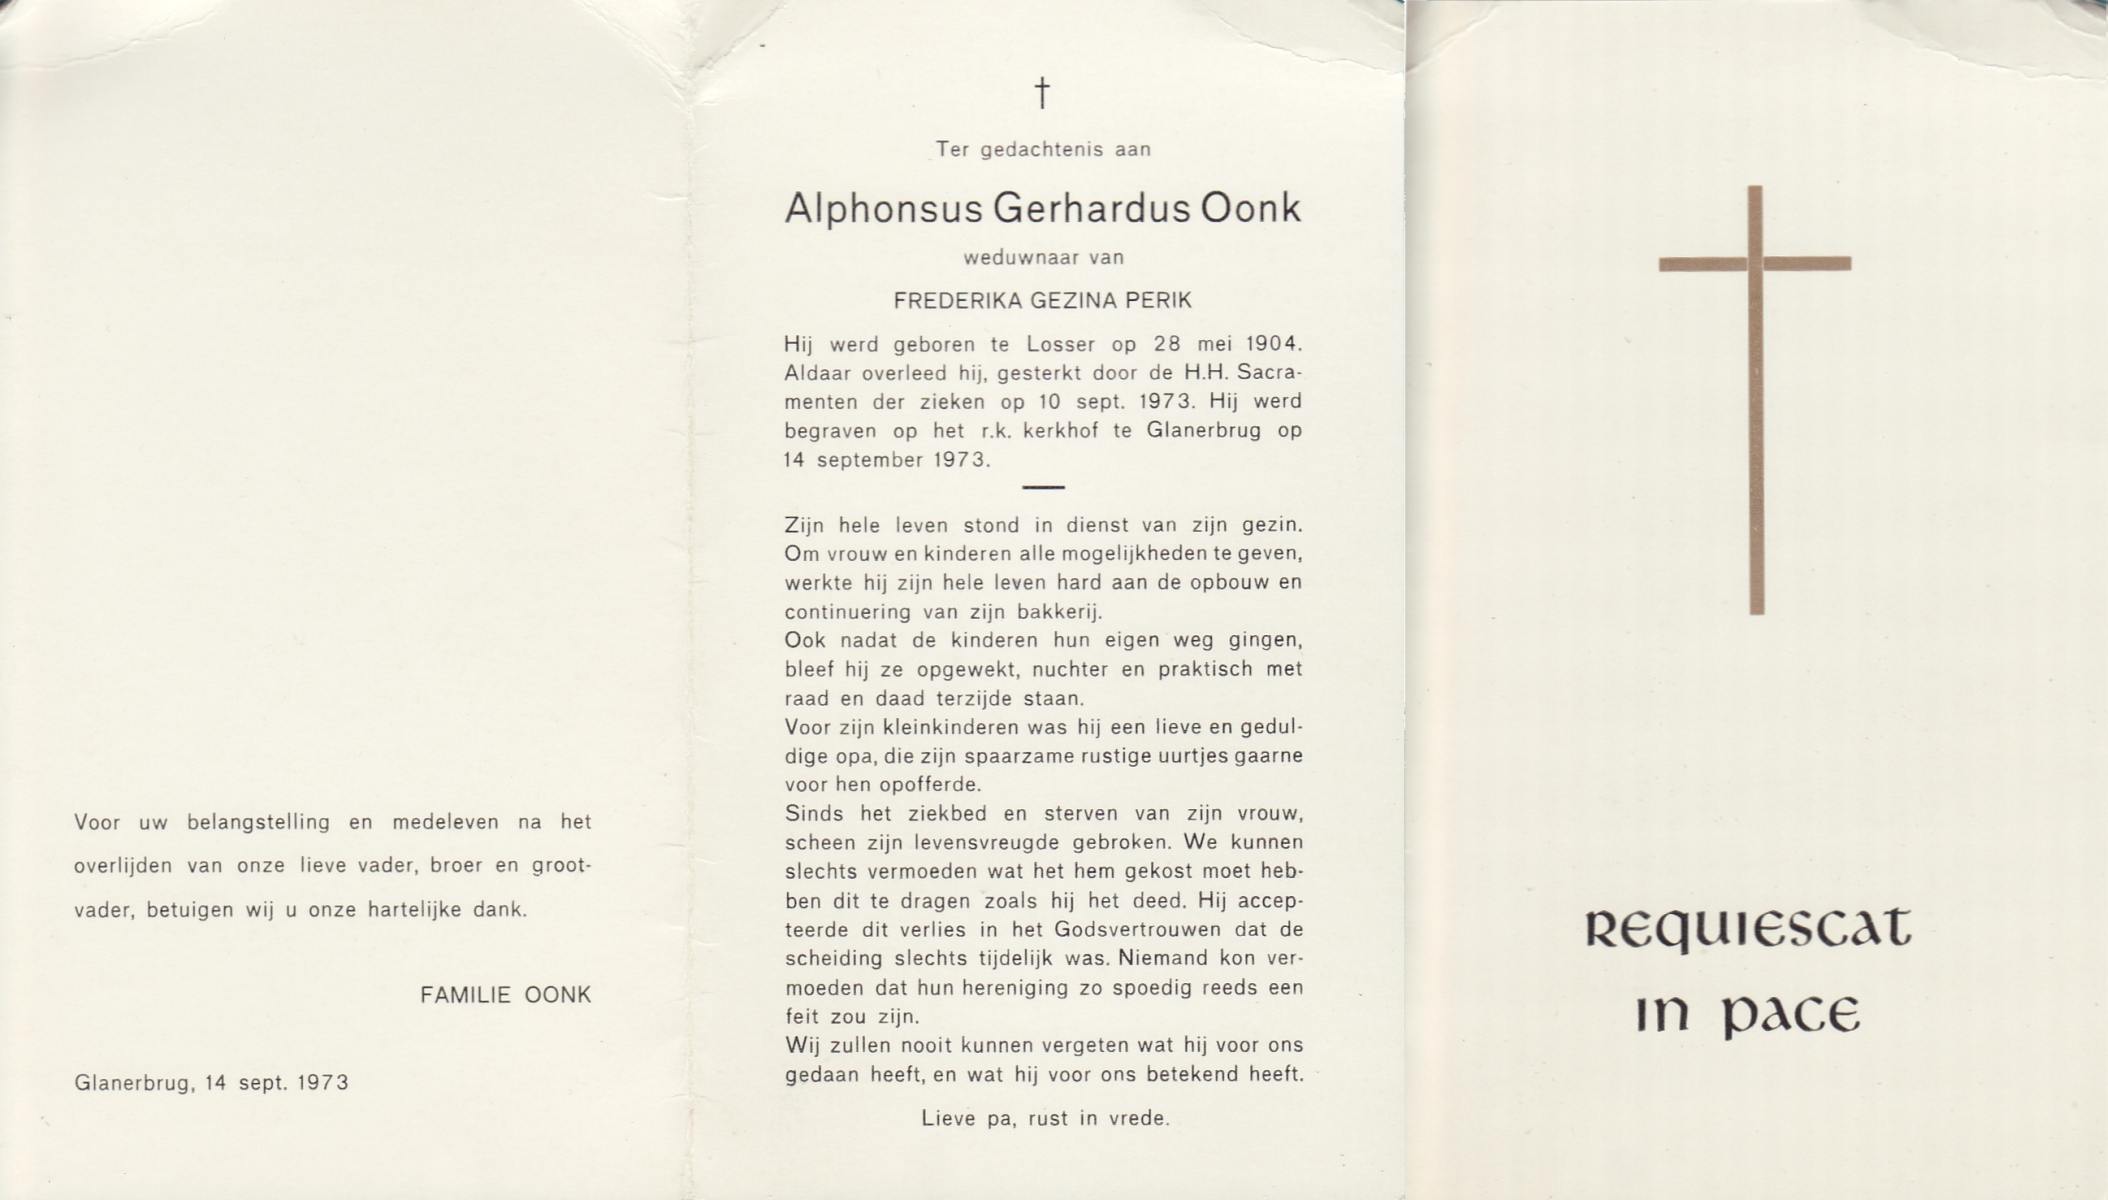 Voor uw belangstelling en medeleven na het
overlijden van onze lieve vader, broer en groot-
vader, betuigen wij u onze hartelijke dank.
FAMILIE OONK
Glanerbrug, 14 sept. 1973
†
Ter gedachtenis aan
Alphonsus Gerhardus Oonk
weduwnaar van
FREDERIKA GEZINA PERIK
Hij werd geboren te Losser op 28 mei 1904.
Aldaar overleed hij, gesterkt door de H.H. Sacra-
menten der zieken op 10 sept. 1973. Hij werd
begraven op het r.k. kerkhof te Glanerbrug op
14 september 1973.
Zijn hele leven stond in dienst van zijn gezin.
Om vrouw en kinderen alle mogelijkheden te geven,
werkte hij zijn hele leven hard aan de opbouw en
continuering van zijn bakkerij.
Ook nadat de kinderen hun eigen weg gingen,
bleef hij ze opgewekt, nuchter en praktisch met
raad en daad terzijde staan.
Voor zijn kleinkinderen was hij een lieve en gedul-
dige opa, die zijn spaarzame rustige uurtjes gaarne
voor hen opofferde.
Sinds het ziekbed en sterven van zijn vrouw,
scheen zijn levensvreugde gebroken. We kunnen
slechts vermoeden wat het hem gekost moet heb-
ben dit te dragen zoals hij het deed. Hij accep-
teerde dit verlies in het Godsvertrouwen dat de
scheiding slechts tijdelijk was. Niemand kon ver-
moeden dat hun hereniging zo spoedig reeds een
feit zou zijn.
Wij zullen nooit kunnen vergeten wat hij voor ons
gedaan heeft, en wat hij voor ons betekend heeft.
Lieve pa, rust in vrede.
REQUIESCAT
IN PACE